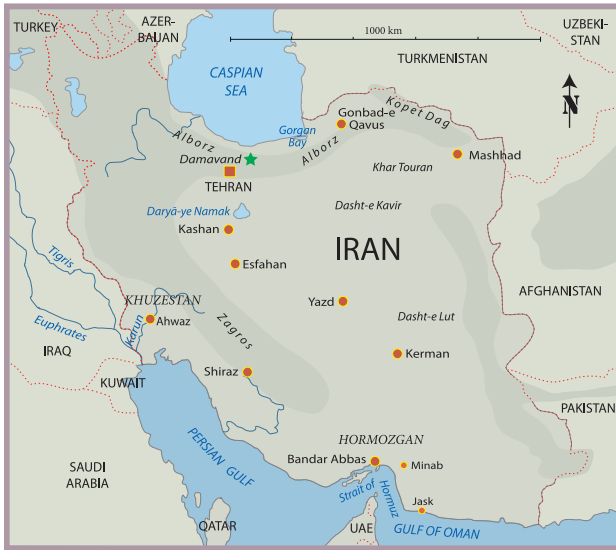 TURKEY
AZER-
BAIJAN
1000 km
UZBEKI-
STAN
CASPIAN
SEA
TURKMENISTAN
N
Gonbad-e
Qavus
Kopet Dag
Gorgan
Bay
Alborz
Alborz
Damavand
Mashhad
Khar Touran
TEHRAN
Daryā-ye Namak
Dasht-e Kavir
Kashan
IRAN
Esfahan
Tigris
KHUZESTAN
Yazd
AFGHANISTAN
Euphrates
Karun
Ahwaz
Zagros
Dasht-e Lut
IRAQ
Kerman
KUWAIT
Shiraz
PAKISTAN
PERSIAN GULF
HORMOZGAN
Bandar Abbas
Minab
SAUDI
ARABIA
Strait of
Hormuz
Jask
QATAR
UAE
GULF OF OMAN